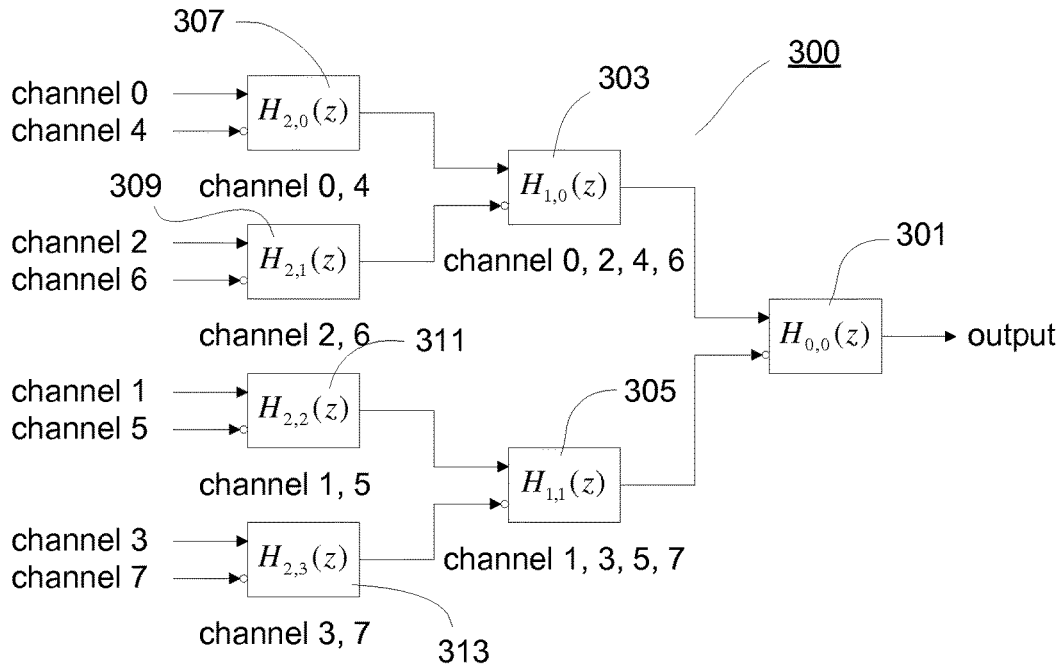 307
300
303
channel 0
channel 4
H2,0(z)
channel 0, 4
309
H1,0(z)
channel 2
channel 6
H2,1(z)
channel 0, 2, 4, 6
301
channel 2, 6
311
H0,0(z)
output
channel 1
channel 5
H2,2(z)
305
channel 1, 5
H1,1(z)
channel 3
channel 7
H2,3(z)
channel 1, 3, 5, 7
channel 3, 7
313